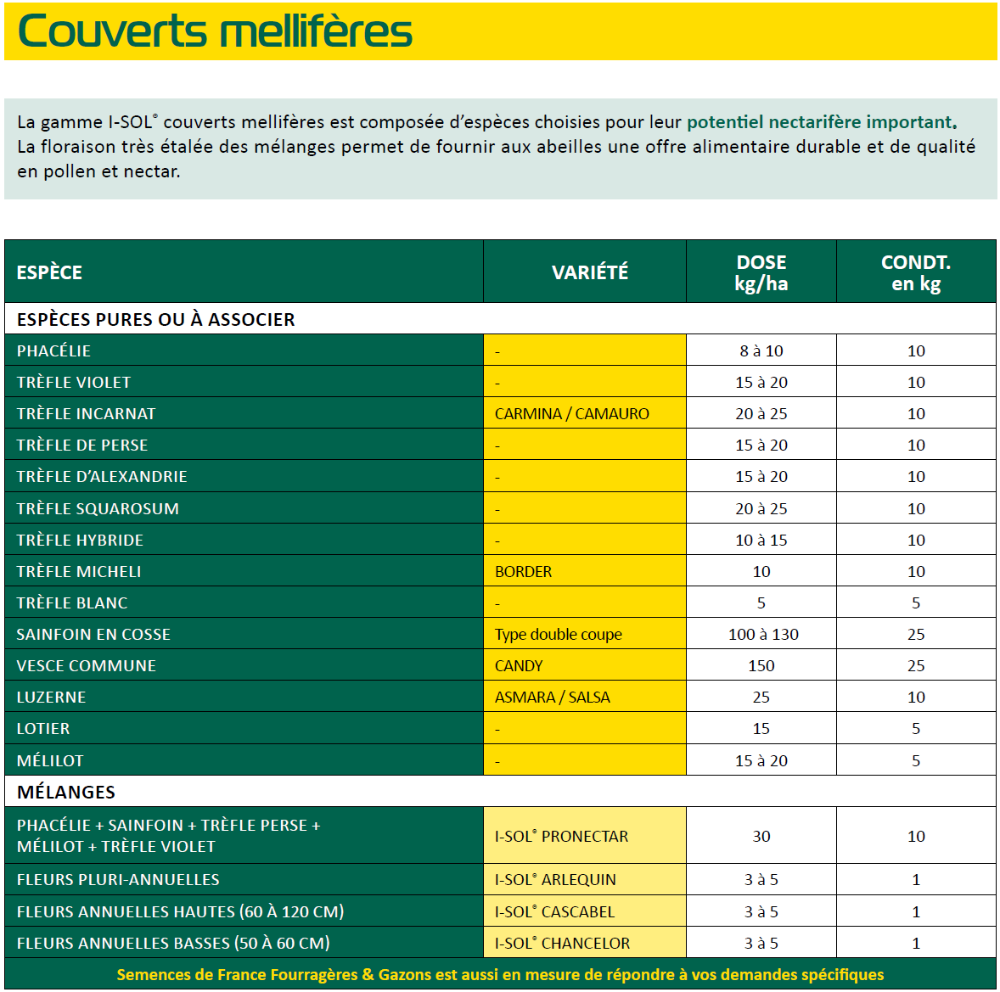 Couverts mellifères
La gamme I-SOL® couverts mellifères est composée d’espèces choisies pour leur potentiel nectarifère important.
La floraison très étalée des mélanges permet de fournir aux abeilles une offre alimentaire durable et de qualité
en pollen et nectar.
ESPÈCE VARIÉTÉ DOSE kg/ha CONDT. en kg
ESPÈCES PURES OU À ASSOCIER
PHACÉLIE - 8 à 10 10
TRÈFLE VIOLET - 15 à 20 10
TRÈFLE INCARNAT CARMINA / CAMAURO 20 à 25 10
TRÈFLE DE PERSE - 15 à 20 10
TRÈFLE D’ALEXANDRIE - 15 à 20 10
TRÈFLE SQUAROSUM - 20 à 25 10
TRÈFLE HYBRIDE - 10 à 15 10
TRÈFLE MICHELI BORDER 10 10
TRÈFLE BLANC - 5 5
SAINFOIN EN COSSE Type double coupe 100 à 130 25
VESCE COMMUNE CANDY 150 25
LUZERNE ASMARA / SALSA 25 10
LOTIER - 15 5
MÉLILOT - 15 à 20 5
MÉLANGES
PHACÉLIE + SAINFOIN + TRÈFLE PERSE +
MÉLILOT + TRÈFLE VIOLET I-SOL® PRONECTAR 30 10
FLEURS PLURI-ANNUELLES I-SOL® ARLEQUIN 3 à 5 1
FLEURS ANNUELLES HAUTES (60 À 120 CM) I-SOL® CASCABEL 3 à 5 1
FLEURS ANNUELLES BASSES (50 À 60 CM) I-SOL® CHANCELOR 3 à 5 1
Semences de France Fourragères & Gazons est aussi en mesure de répondre à vos demandes spécifiques